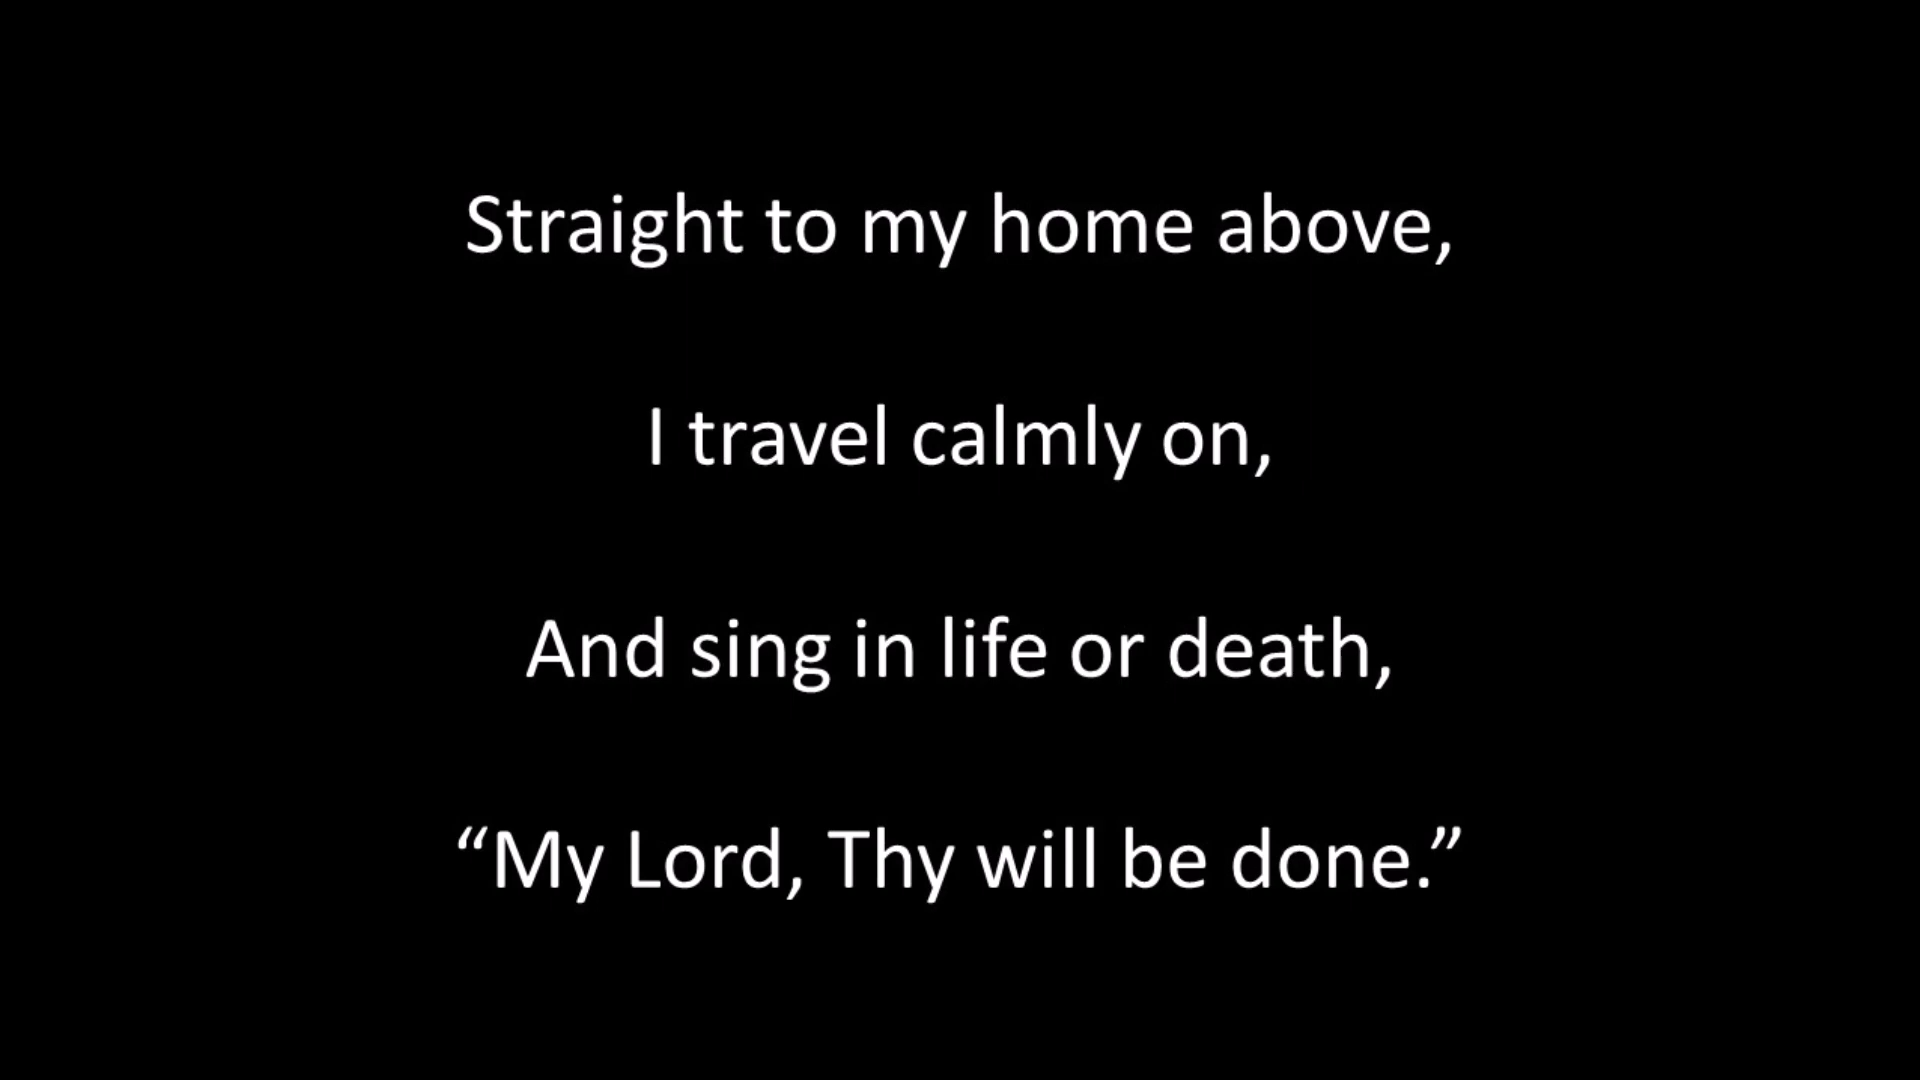 Straight to my home above,
I travel calmly on,
And sing in life or death,
“My Lord, Thy will be done.”